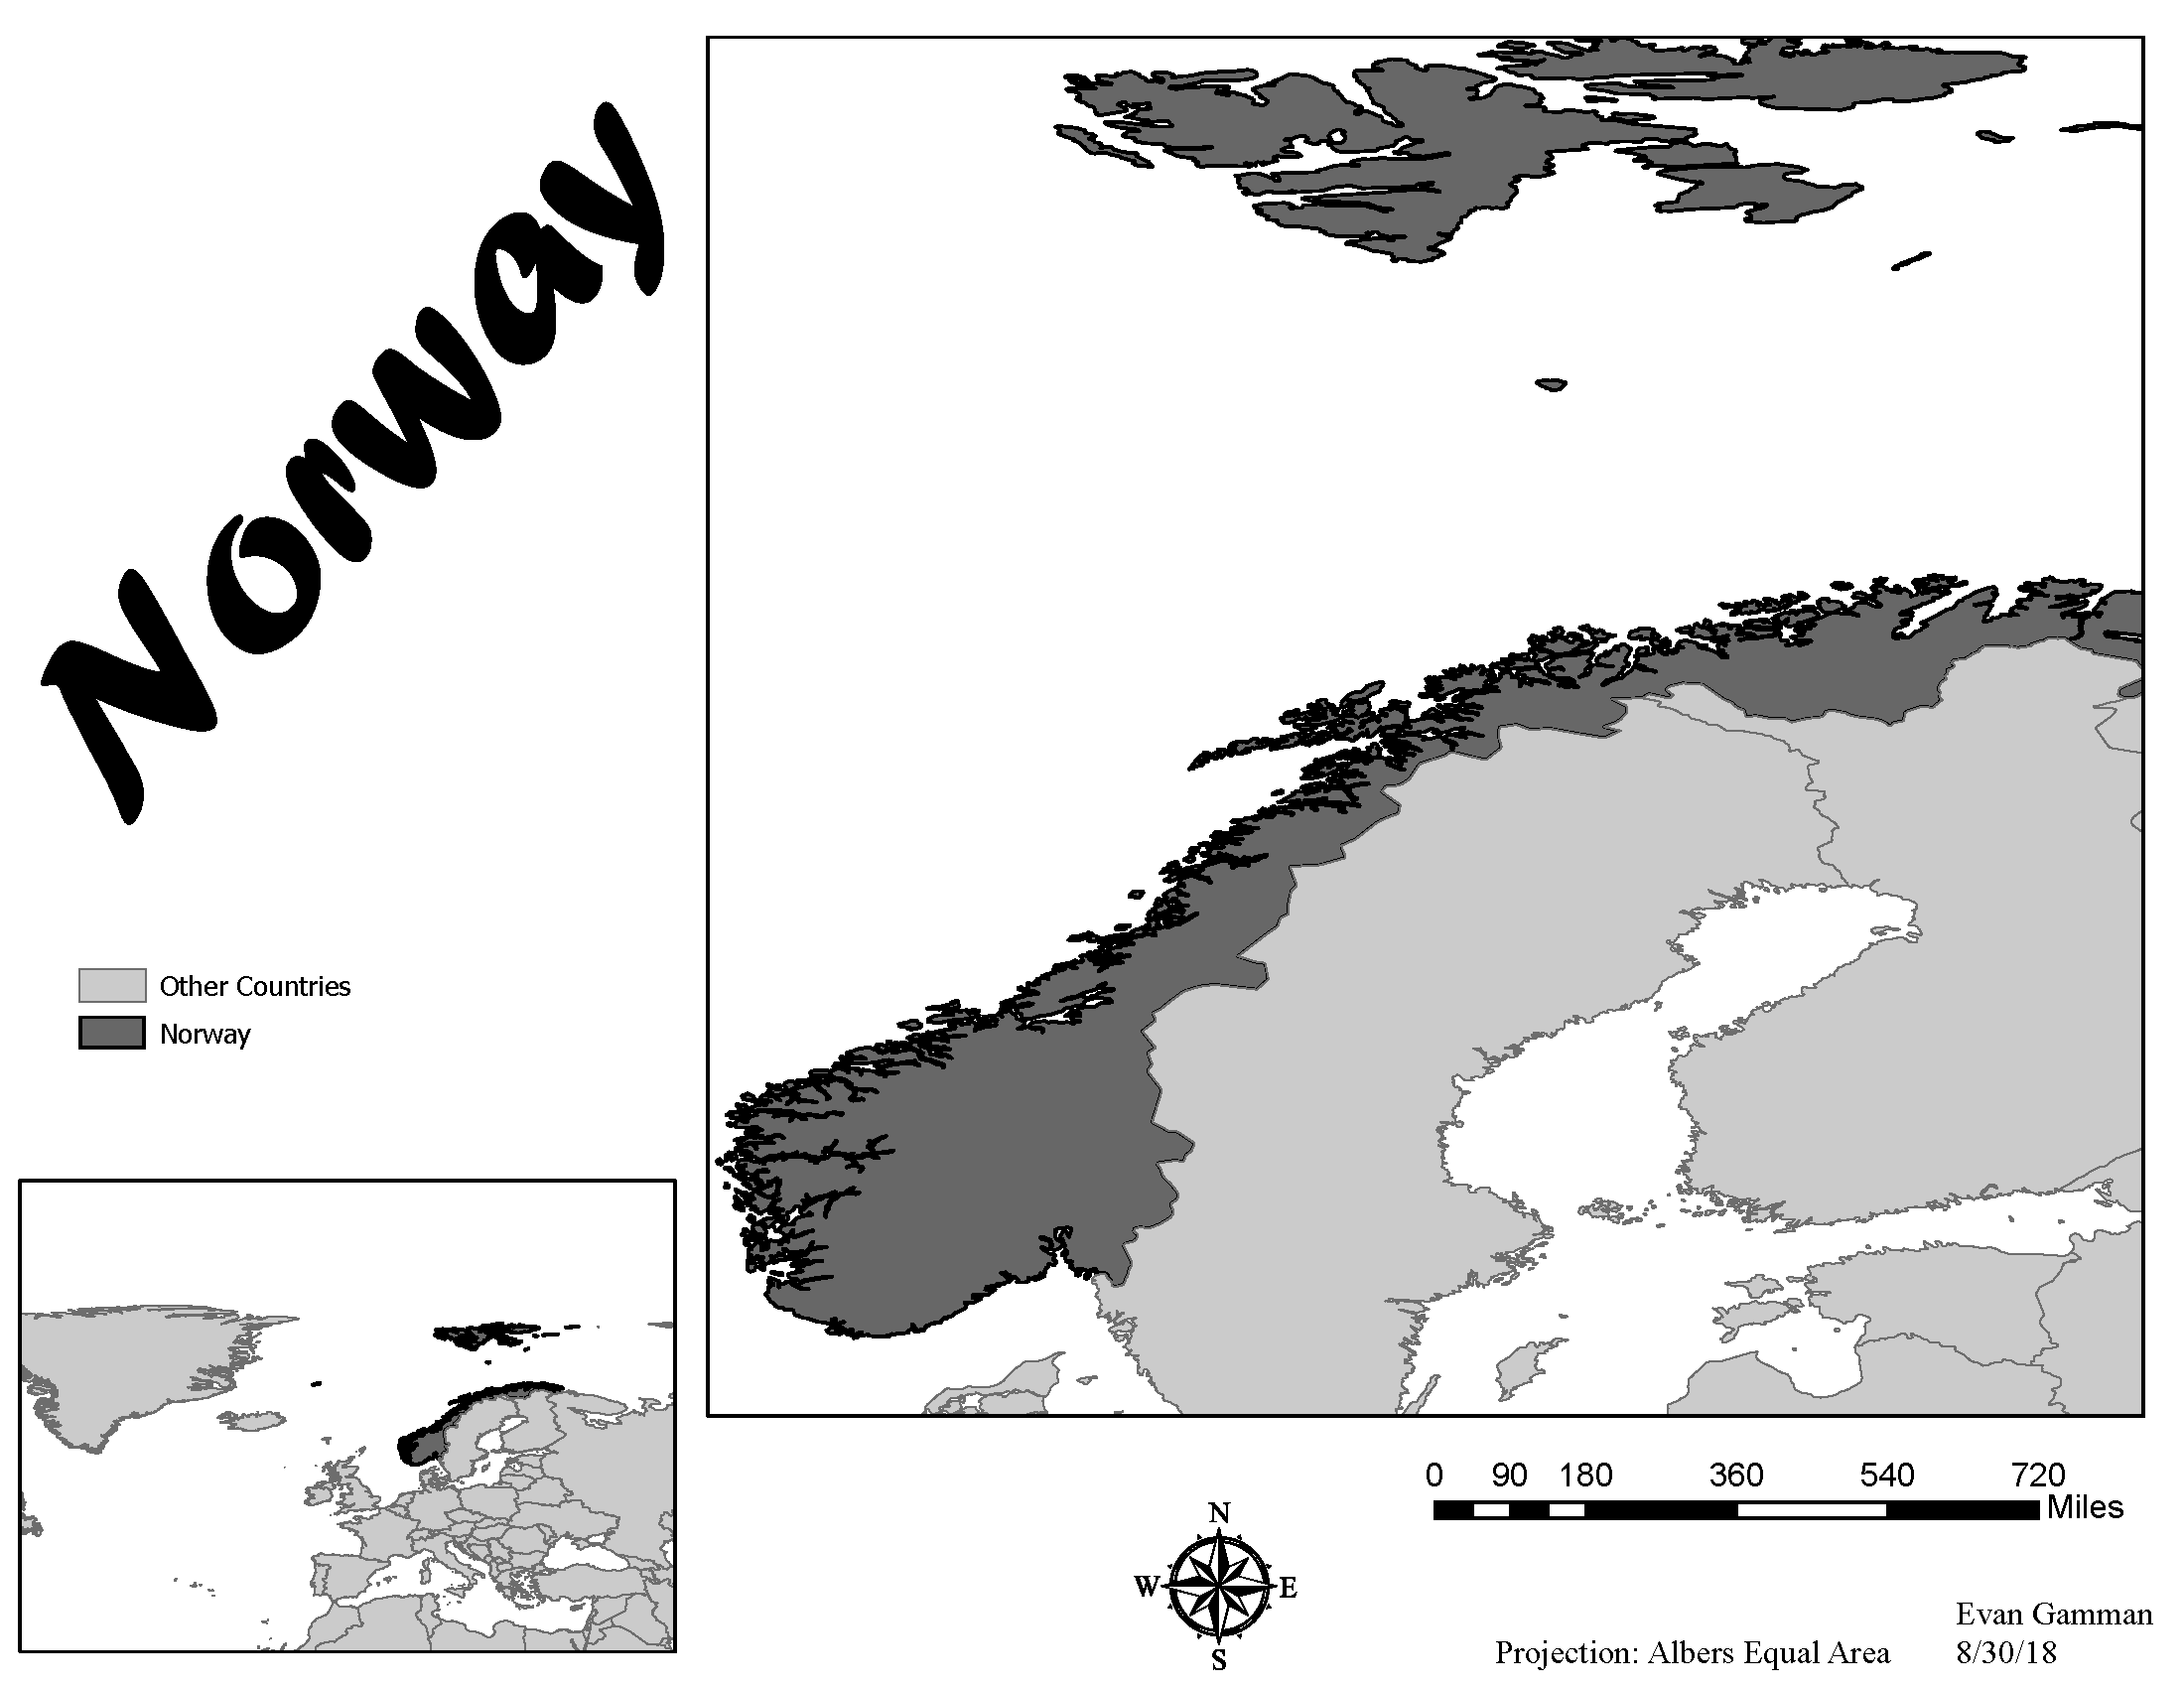 Norway
Other Countries
Norway
0 90 180 360 540 720
Miles
N
W E
S
Evan Gamman
Projection: Albers Equal Area 8/30/18